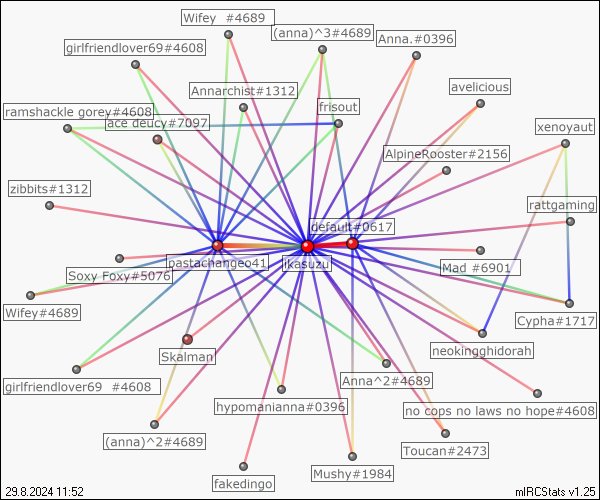 Wifey  #4689
(anna)^3#4689
Anna.#0396
girlfriendlover69#4608
avelicious
Annarchist#1312
frisout
ramshackle gorey#4608
ace deucy#7097
xenoyaut
AlpineRooster#2156
zibbits#1312
rattgaming
default#0617
pastachangeo41
ikasuzu
Mad #6901
Soxy Foxy#5076
Wifey#4689
Cypha#1717
neokingghidorah
Skalman
girlfriendlover69  #4608
Anna^2#4689
hypomanianna#0396
no cops no laws no hope#4608
(anna)^2#4689
Toucan#2473
Mushy#1984
fakedingo
29.8.2024 11:52
mIRCStats v1.25